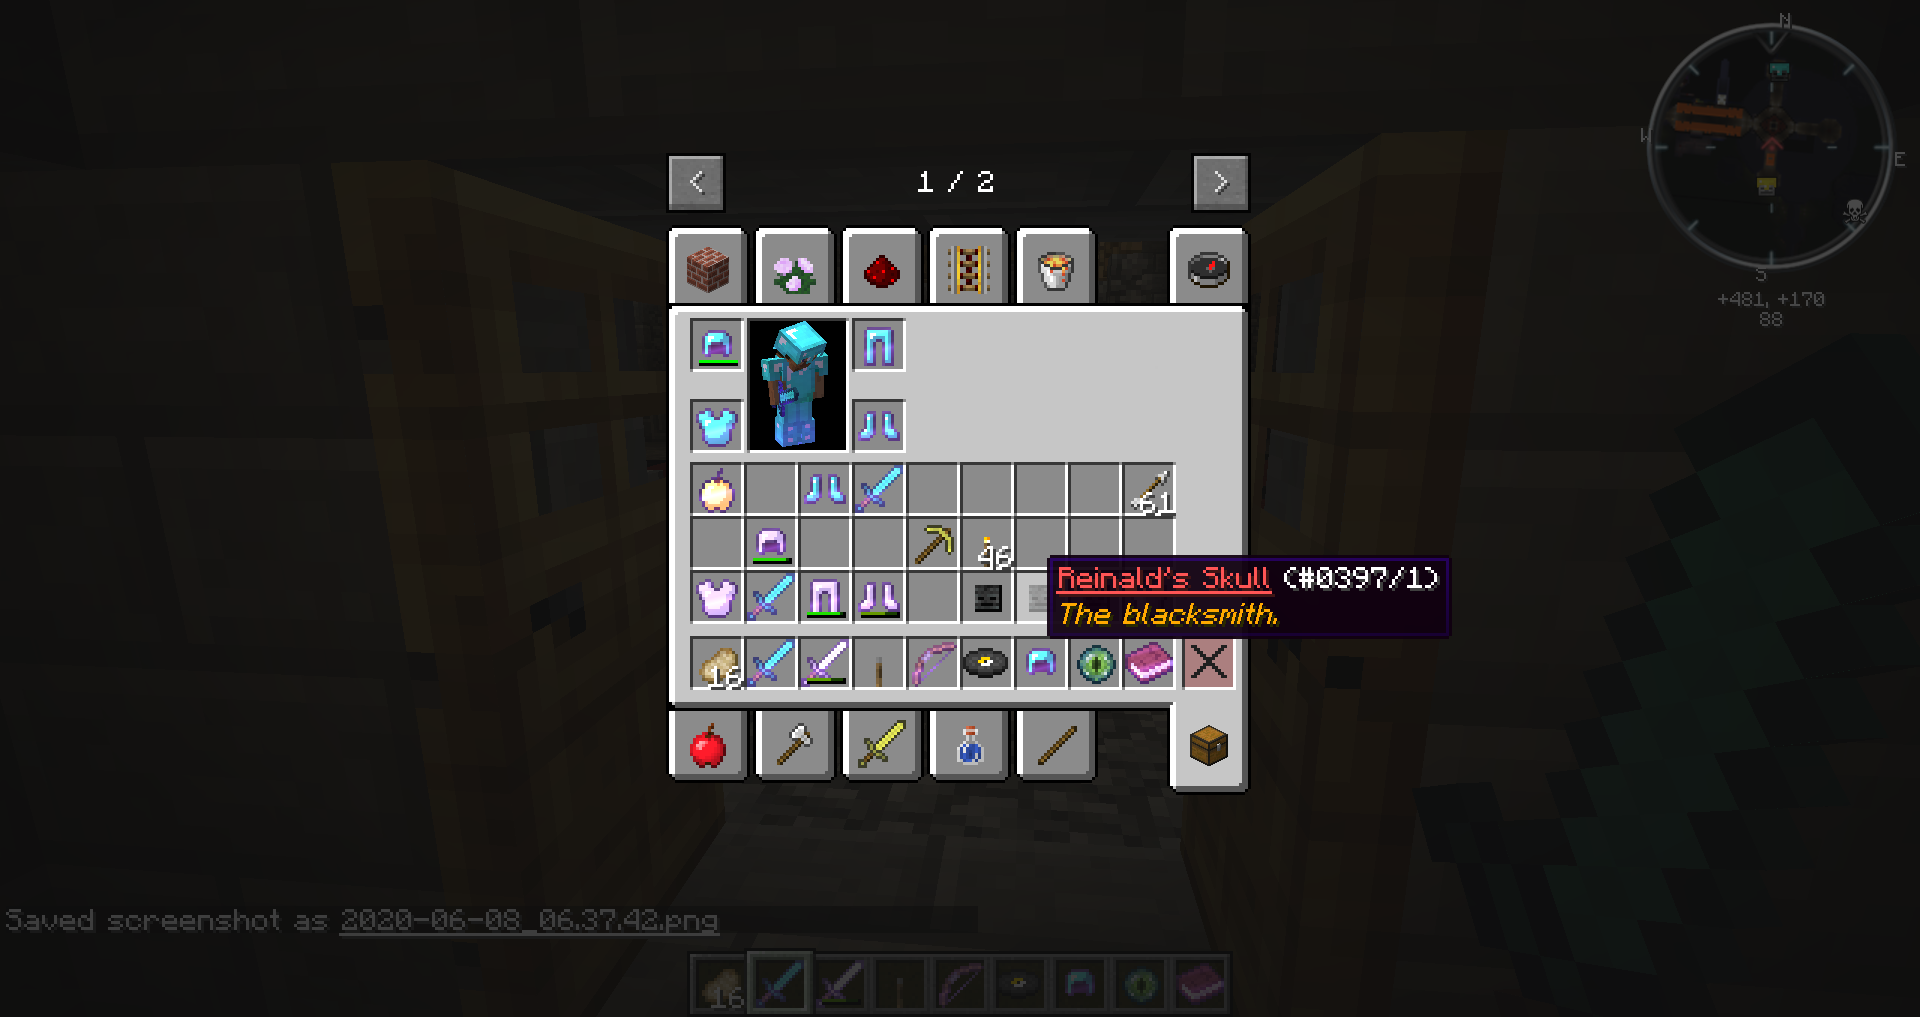 N
W
E
S
+481, +170
88
<
1 / 2
>
61
46
Reinald's Skull (#0397/1)
The blacksmith.
16
Saved screenshot as 2020-06-08_06.37.42.png
16